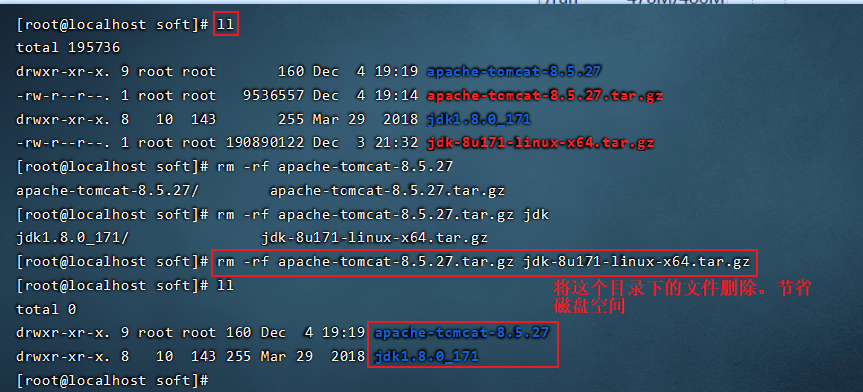 [root@localhost soft]# ll
total 195736
drwxr-xr-x. 9 root root       160 Dec  4 19:19 apache-tomcat-8.5.27
-rw-r--r--. 1 root root   9536557 Dec  4 19:14 apache-tomcat-8.5.27.tar.gz
drwxr-xr-x. 8   10  143       255 Mar 29  2018 jdk1.8.0_171
-rw-r--r--. 1 root root 190890122 Dec  3 21:32 jdk-8u171-linux-x64.tar.gz
[root@localhost soft]# rm -rf apache-tomcat-8.5.27
apache-tomcat-8.5.27/        apache-tomcat-8.5.27.tar.gz
[root@localhost soft]# rm -rf apache-tomcat-8.5.27.tar.gz jdk
jdk1.8.0_171/               jdk-8u171-linux-x64.tar.gz
[root@localhost soft]# rm -rf apache-tomcat-8.5.27.tar.gz jdk-8u171-linux-x64.tar.gz
[root@localhost soft]# ll
将这个目录下的文件删除。节省
磁盘空间
total 0
drwxr-xr-x. 9 root root 160 Dec  4 19:19 apache-tomcat-8.5.27
drwxr-xr-x. 8   10  143 255 Mar 29  2018 jdk1.8.0_171
[root@localhost soft]#